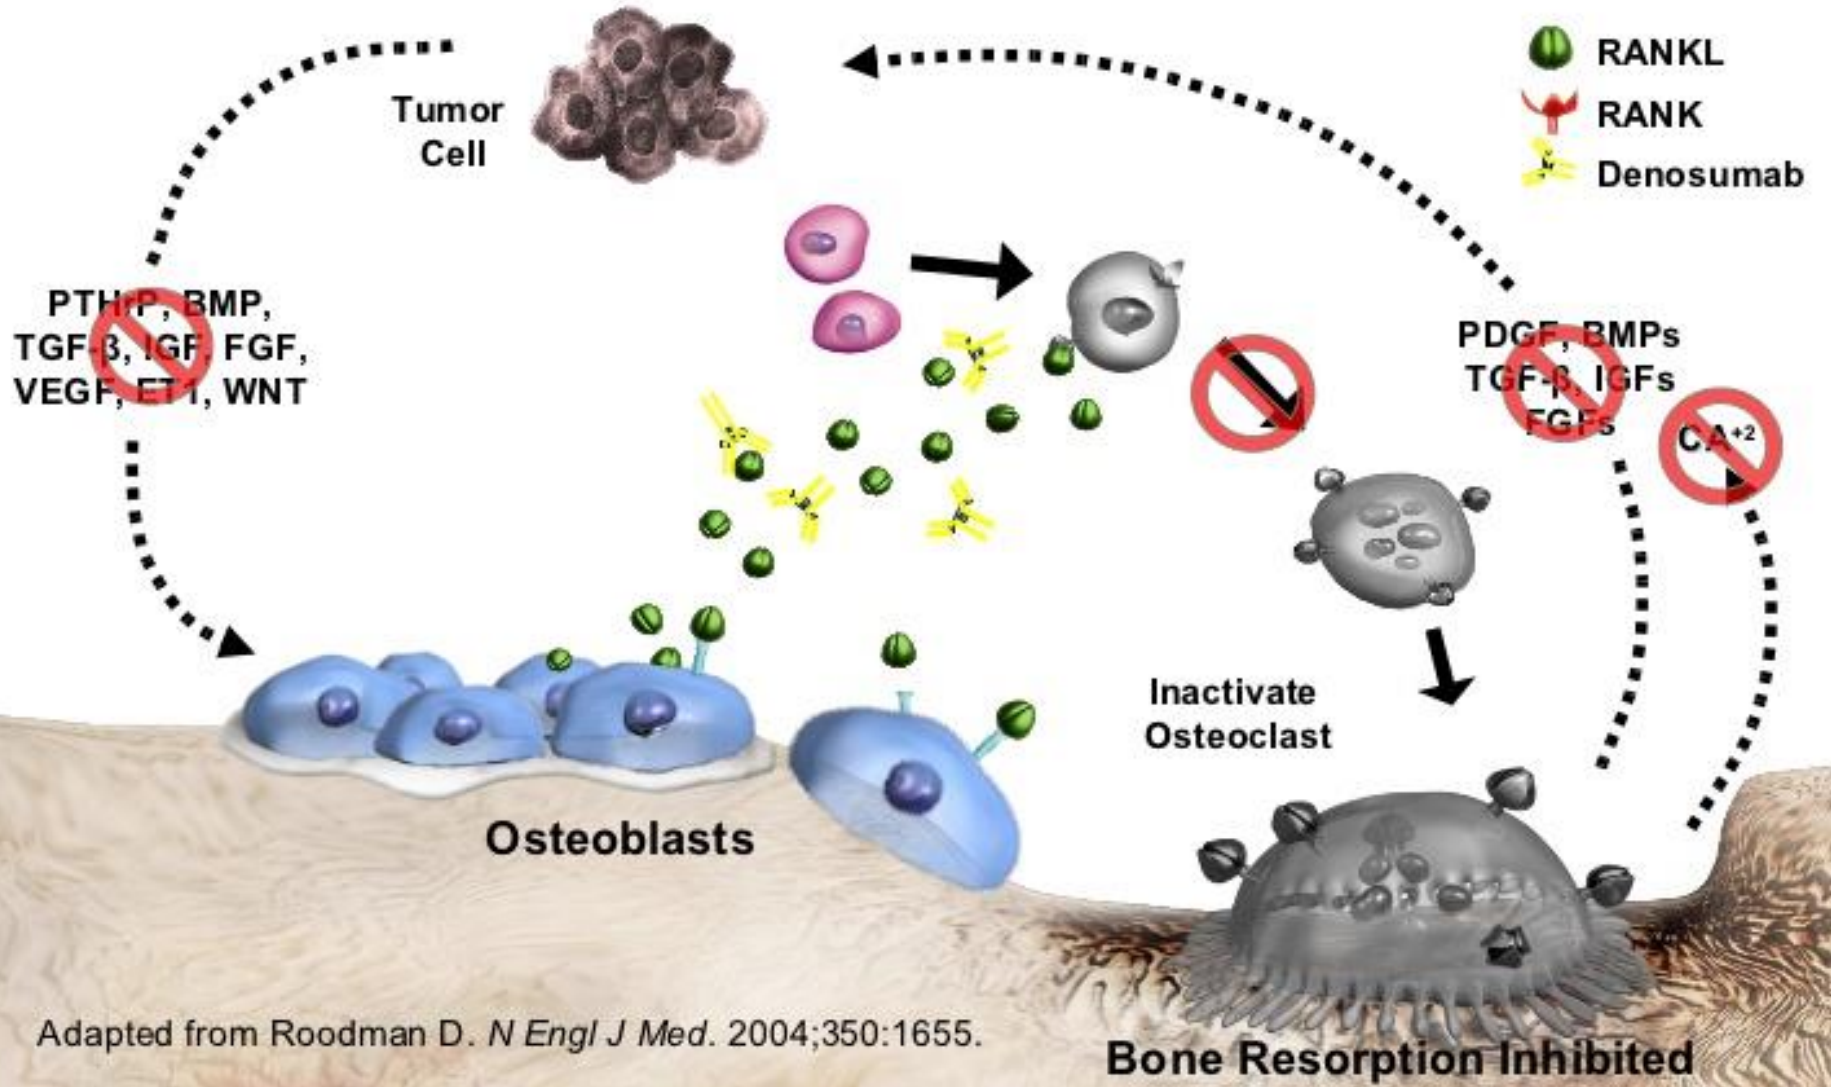 RANKL
RANK
Denosumab
Tumor
Cell
PTHrP, BMP,
TGF-ß, IGF, FGF,
VEGF, ET1, WNT
PDGF, BMPs
TGF-β, IGFs
FGFs
CA+2
Inactivate
Osteoclast
Osteoblasts
Adapted from Roodman D. N Engl J Med. 2004;350:1655.
Bone Resorption Inhibited